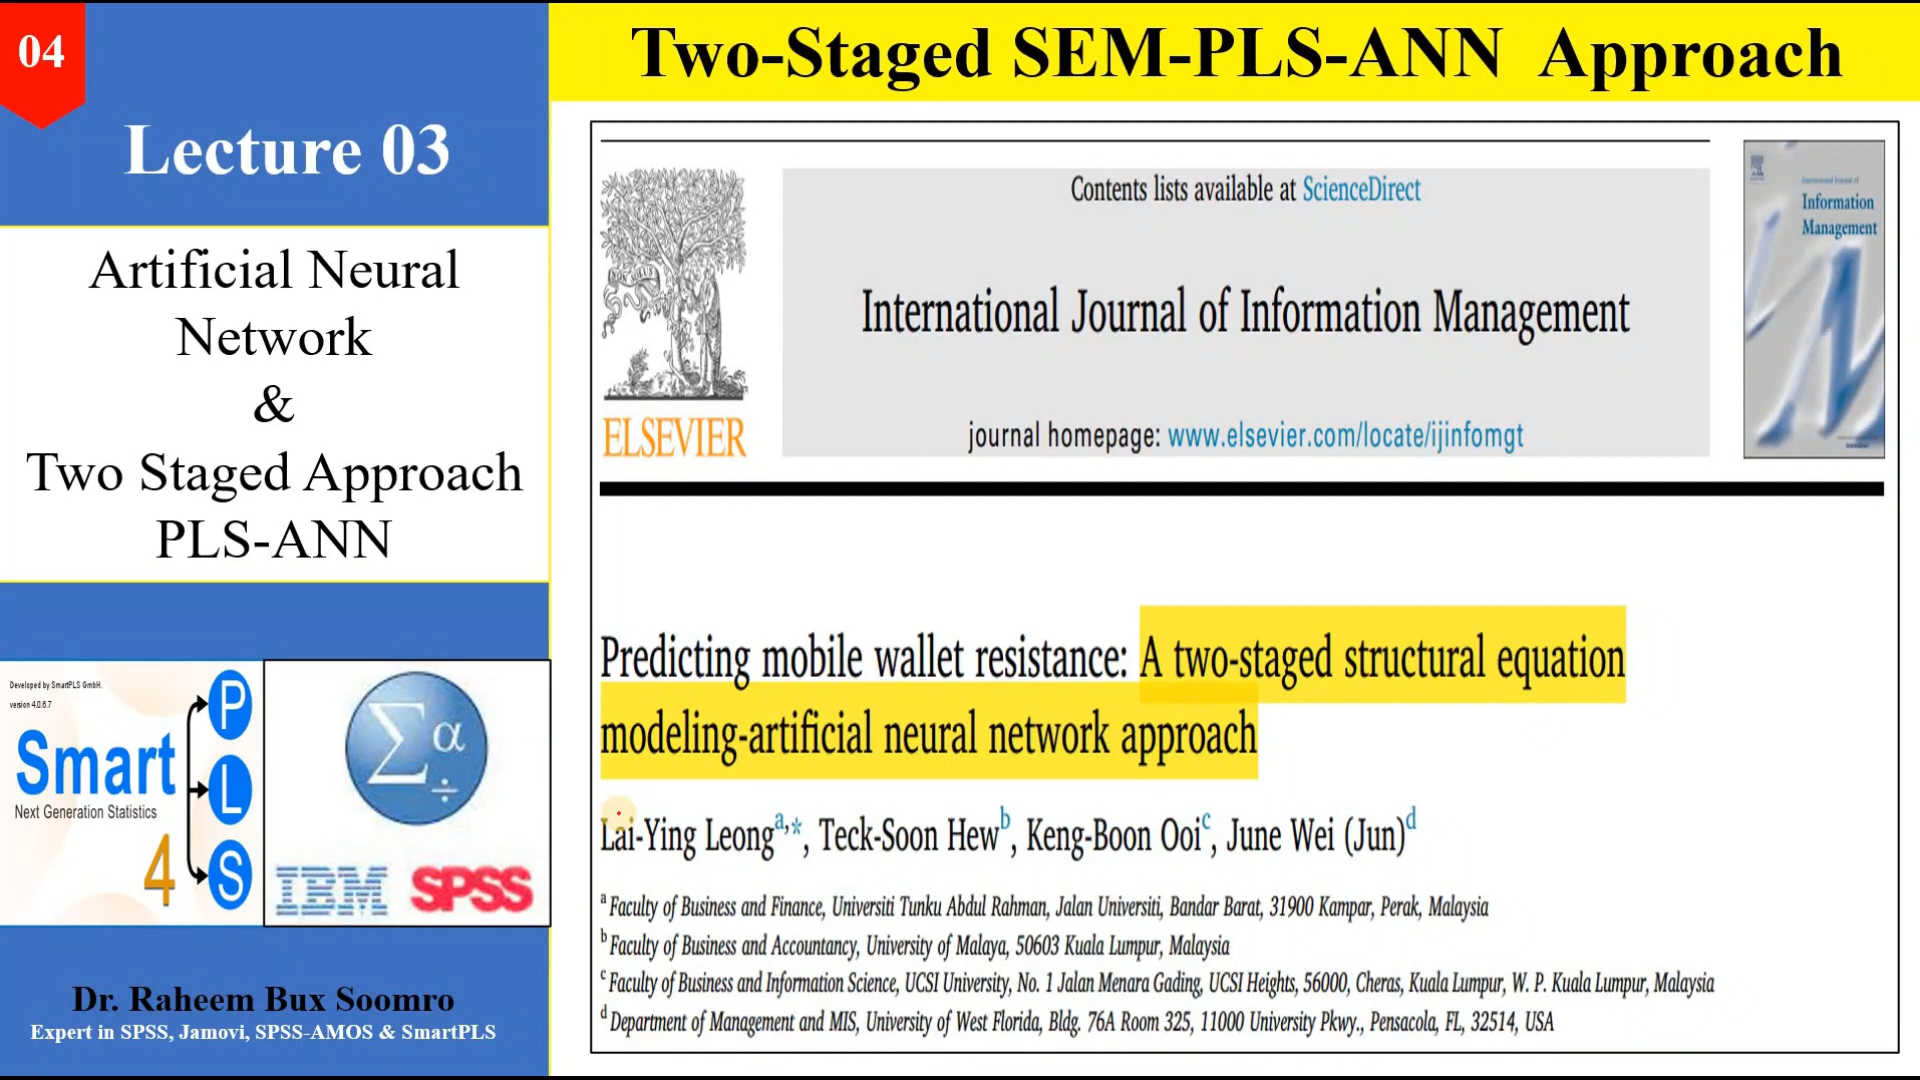 04
Lecture 03
Artificial Neural
Network
&
Two Staged Approach
PLS-ANN
Developed by SmartPLS GmbH.
version 4.0.6.7
Smart
Next Generation Statistics
4
P
L
S
Σ α
÷
IBM SPSS
Dr. Raheem Bux Soomro
Expert in SPSS, Jamovi, SPSS-AMOS & SmartPLS
Two-Staged SEM-PLS-ANN Approach
ELSEVIER
Contents lists available at ScienceDirect
International Journal of Information Management
journal homepage: www.elsevier.com/locate/ijinfomgt
International Journal of
Information
Management
Predicting mobile wallet resistance: A two-staged structural equation
modeling-artificial neural network approach
Lai-Ying Leong a,*, Teck-Soon Hew b, Keng-Boon Ooi c, June Wei (Jun) d
a Faculty of Business and Finance, Universiti Tunku Abdul Rahman, Jalan Universiti, Bandar Barat, 31900 Kampar, Perak, Malaysia
b Faculty of Business and Accountancy, University of Malaya, 50603 Kuala Lumpur, Malaysia
c Faculty of Business and Information Science, UCSI University, No. 1 Jalan Menara Gading, UCSI Heights, 56000, Cheras, Kuala Lumpur, W. P. Kuala Lumpur, Malaysia
d Department of Management and MIS, University of West Florida, Bldg. 76A Room 325, 11000 University Pkwy., Pensacola, FL, 32514, USA